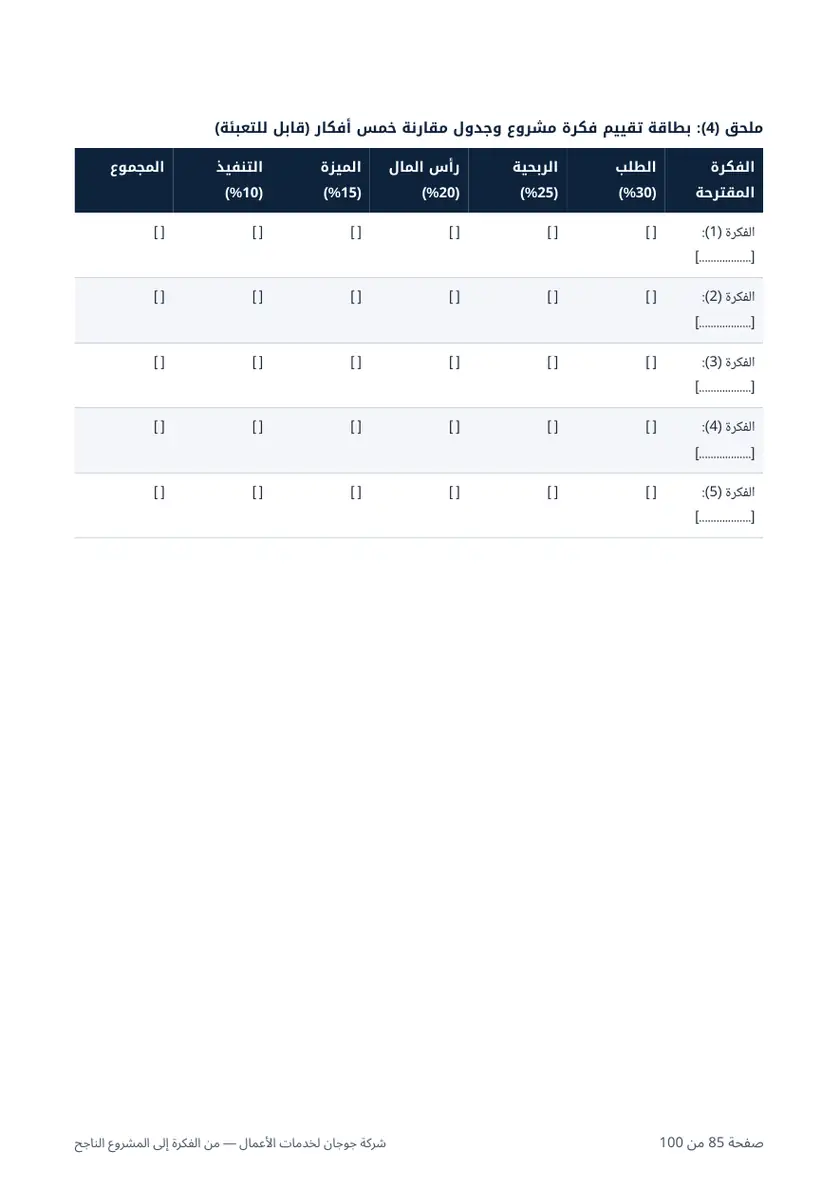 ملحق (4): بطاقة تقييم فكرة مشروع وجدول مقارنة خمس أفكار (قابل للتعبئة)
الفكرة المقترحة | الطلب (30%) | الربحية (25%) | رأس المال (20%) | الميزة (15%) | التنفيذ (10%) | المجموع
الفكرة (1): [..................] | [ ] | [ ] | [ ] | [ ] | [ ] | [ ]
الفكرة (2): [..................] | [ ] | [ ] | [ ] | [ ] | [ ] | [ ]
الفكرة (3): [..................] | [ ] | [ ] | [ ] | [ ] | [ ] | [ ]
الفكرة (4): [..................] | [ ] | [ ] | [ ] | [ ] | [ ] | [ ]
الفكرة (5): [..................] | [ ] | [ ] | [ ] | [ ] | [ ] | [ ]
صفحة 85 من 100
شركة جوجان لخدمات الأعمال — من الفكرة إلى المشروع الناجح